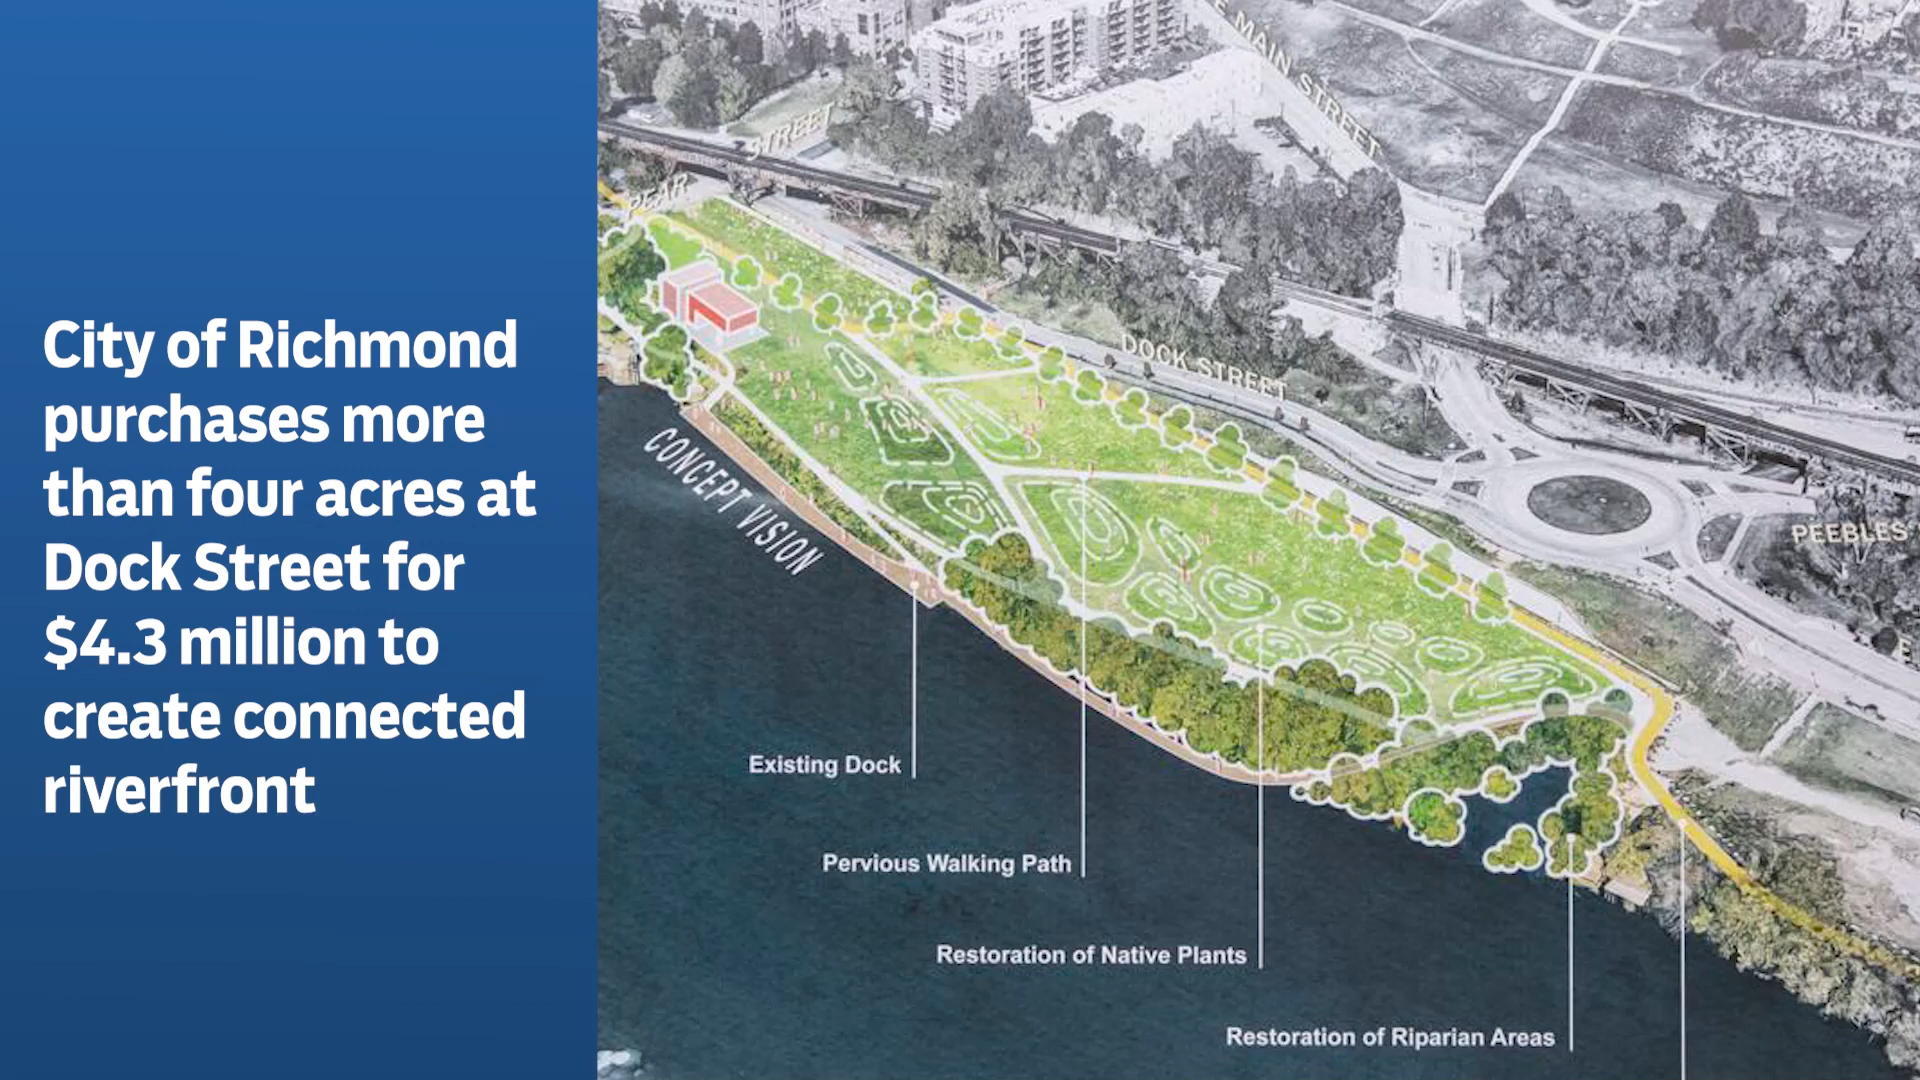 City of Richmond
purchases more
than four acres at
Dock Street for
$4.3 million to
create connected
riverfront
E MAIN STREET
PEAR STREET
DOCK STREET
PEEBLES
CONCEPT VISION
Existing Dock
Pervious Walking Path
Restoration of Native Plants
Restoration of Riparian Areas